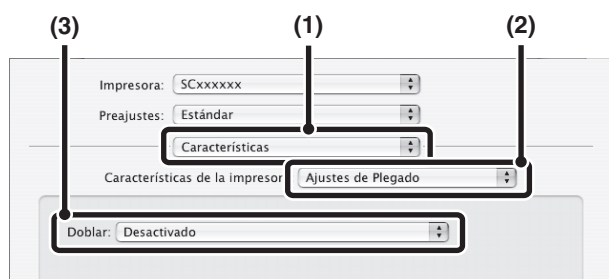 (3) (1) (2)
Impresora: SCxxxxxx
Preajustes: Estándar
Características
Características de la impresor Ajustes de Plegado
Doblar: Desactivado